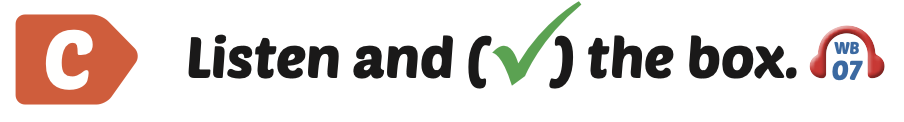 C Listen and (✓) the box. WB 07